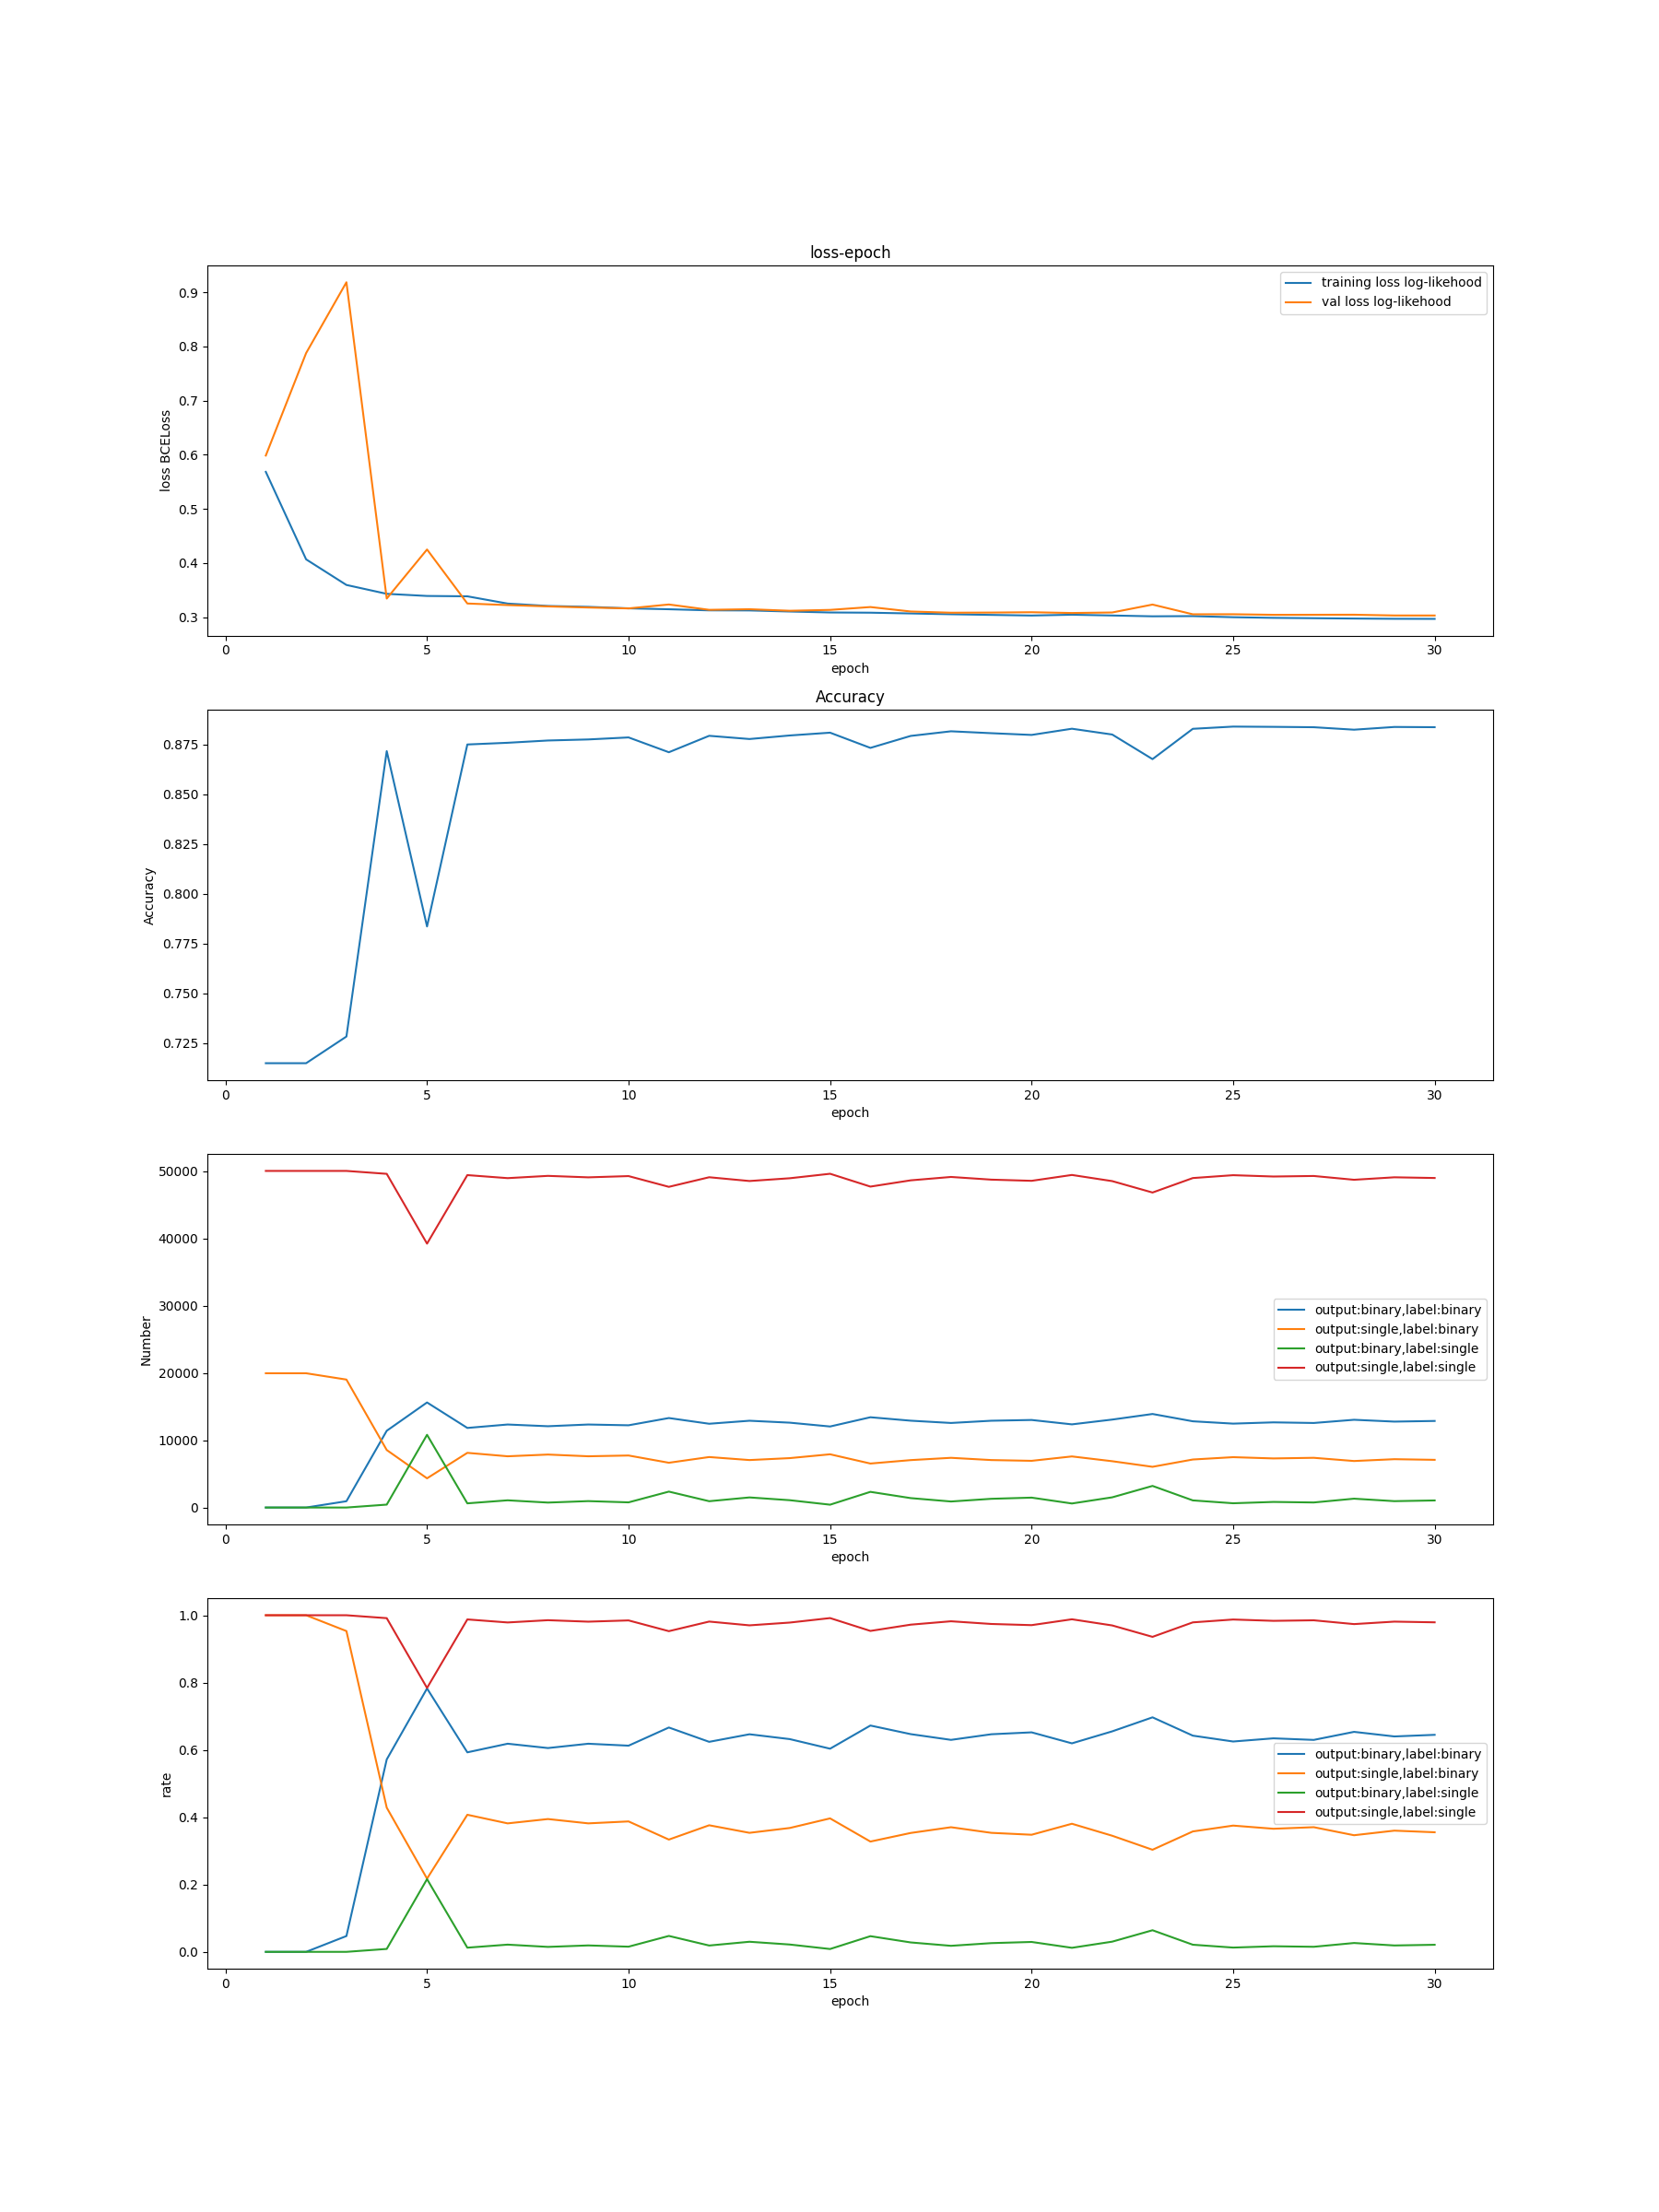 loss-epoch
training loss log-likehood
val loss log-likehood
loss BCELoss
0.9
0.8
0.7
0.6
0.5
0.4
0.3
0 5 10 15 20 25 30
epoch
Accuracy
Accuracy
0.875
0.850
0.825
0.800
0.775
0.750
0.725
0 5 10 15 20 25 30
epoch
Number
50000
40000
30000
20000
10000
0
output:binary,label:binary
output:single,label:binary
output:binary,label:single
output:single,label:single
0 5 10 15 20 25 30
epoch
rate
1.0
0.8
0.6
0.4
0.2
0.0
output:binary,label:binary
output:single,label:binary
output:binary,label:single
output:single,label:single
0 5 10 15 20 25 30
epoch